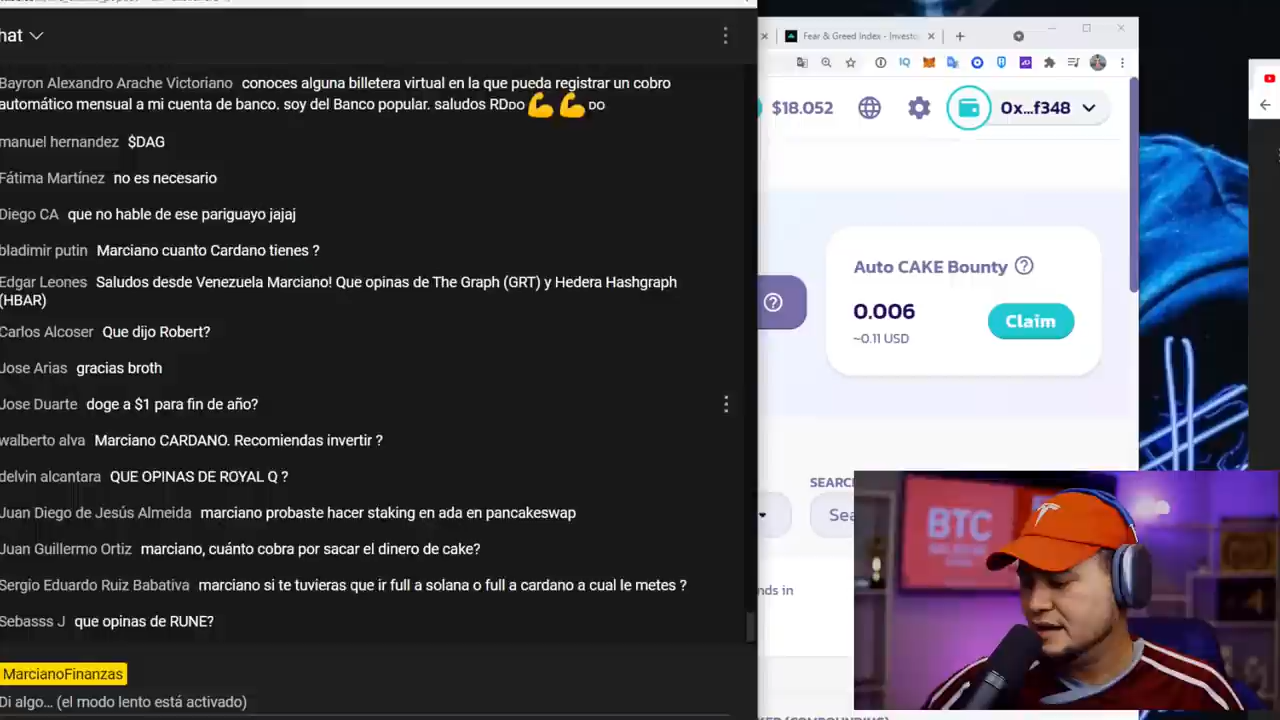 hat
Bayron Alexandro Arache Victoriano conoces alguna billetera virtual en la que pueda registrar un cobro
automático mensual a mi cuenta de banco. soy del Banco popular. saludos RDDO 💪💪 DO
manuel hernandez $DAG
Fátima Martínez no es necesario
Diego CA que no hable de ese pariguayo jajaj
bladimir putin Marciano cuanto Cardano tienes ?
Edgar Leones Saludos desde Venezuela Marciano! Que opinas de The Graph (GRT) y Hedera Hashgraph
(HBAR)
Carlos Alcoser Que dijo Robert?
Jose Arias gracias broth
Jose Duarte doge a $1 para fin de año?
walberto alva Marciano CARDANO. Recomiendas invertir ?
delvin alcantara QUE OPINAS DE ROYAL Q ?
Juan Diego de Jesús Almeida marciano probaste hacer staking en ada en pancakeswap
Juan Guillermo Ortiz marciano, cuánto cobra por sacar el dinero de cake?
Sergio Eduardo Ruiz Babativa marciano si te tuvieras que ir full a solana o full a cardano a cual le metes ?
Sebasss J que opinas de RUNE?
MarcianoFinanzas
Di algo... (el modo lento está activado)
Fear & Greed Index - Investo
IQ
$18.052
0x...f348
Auto CAKE Bounty
0.006
~0.11 USD
Claim
SEARCH
Sea
nds in
BTC